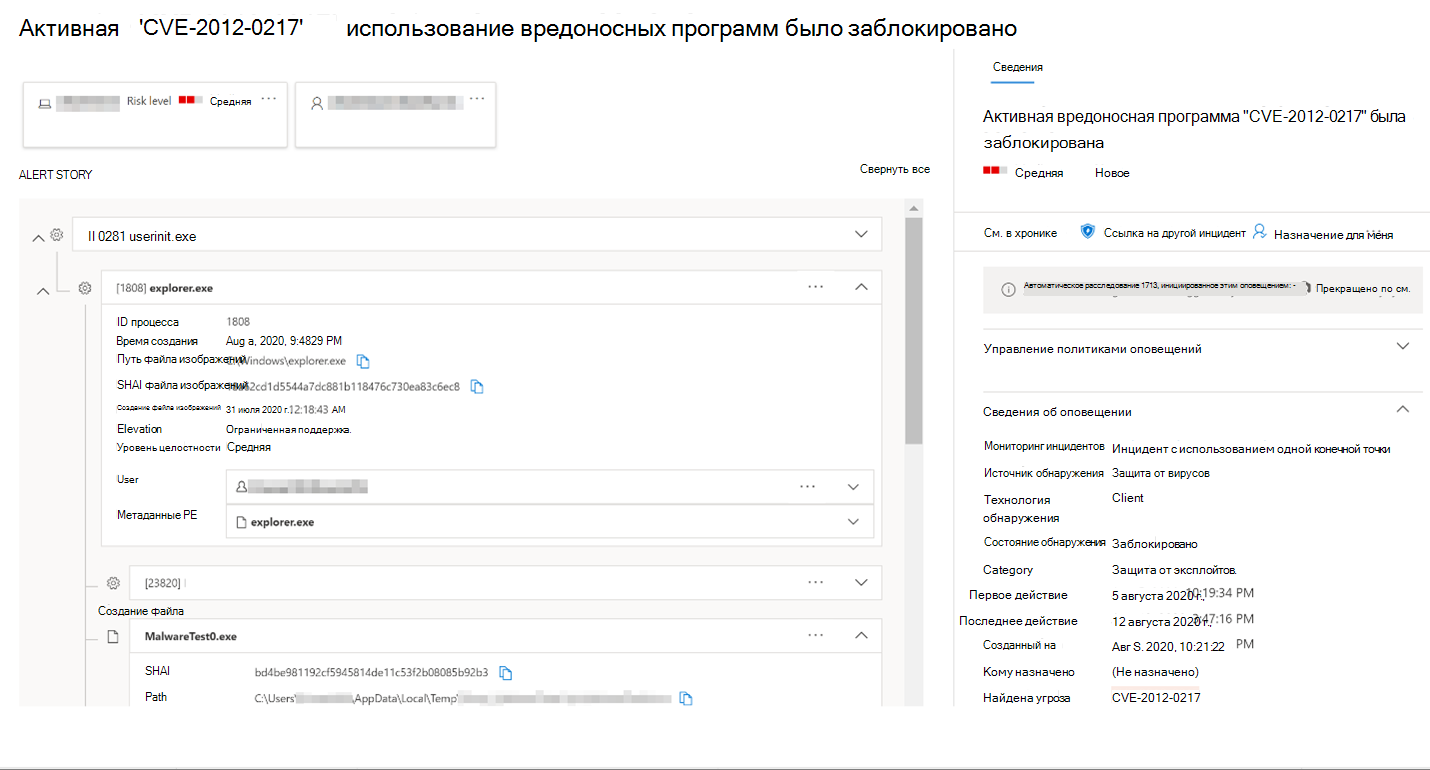 Активная 'CVE-2012-0217' использование вредоносных программ было заблокировано
Risk level Средняя ...
...
ALERT STORY
Свернуть все
II 0281 userinit.exe
[1808] explorer.exe ...
ID процесса 1808
Время создания Aug a, 2020, 9:4829 PM
Путь файла изображений \Windows\explorer.exe
SHAI файла изображений 2cd1d5544a7dc881b118476c730ea83c6ec8
Создание файла изображений 31 июля 2020 г.12:18:43 AM
Elevation Ограниченная поддержка.
Уровень целостности Средняя
User ...
Метаданные PE explorer.exe
[23820] ...
Создание файла
MalwareTest0.exe ...
SHAI bd4be981192cf5945814de11c53f2b08085b92b3
Path C:\Users\ \AppData\Local\Temp\
Сведения
Активная вредоносная программа "CVE-2012-0217" была
заблокирована
Средняя Новое
См. в хронике Ссылка на другой инцидент Назначение для меня
Автоматическое расследование 1713, инициированное этим оповещением: - Прекращено по см.
Управление политиками оповещений
Сведения об оповещении
Мониторинг инцидентов Инцидент с использованием одной конечной точки
Источник обнаружения Защита от вирусов
Технология обнаружения Client
Состояние обнаружения Заблокировано
Category Защита от эксплойтов.
Первое действие 5 августа 2020 г., 10:19:34 PM
Последнее действие 12 августа 2020 г., :47:16 PM
Созданный на Авг S. 2020, 10:21:22 PM
Кому назначено (Не назначено)
Найдена угроза CVE-2012-0217